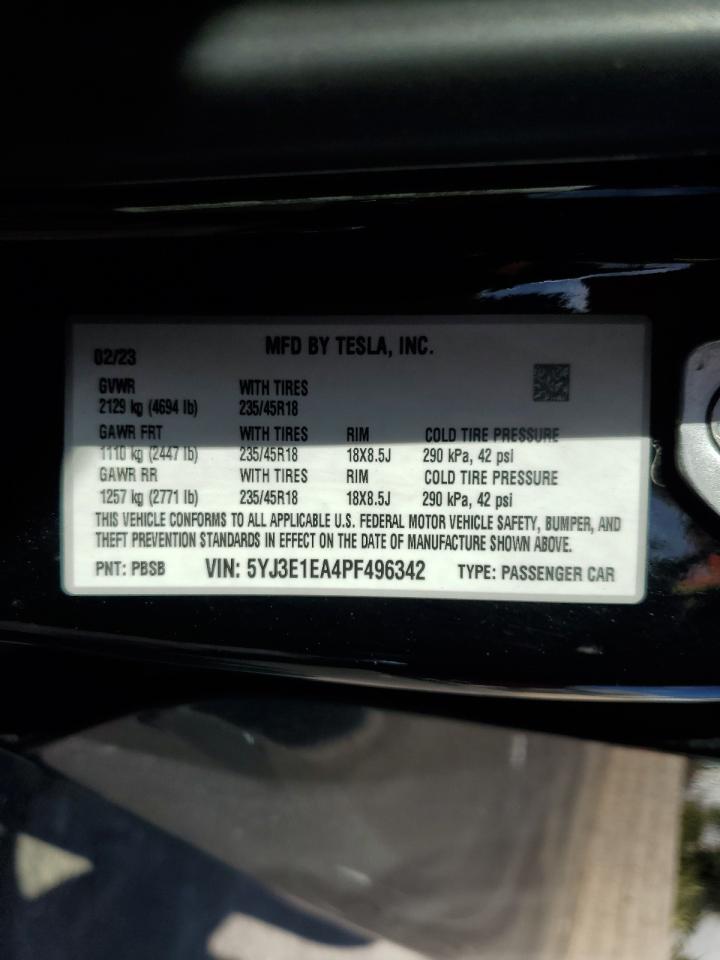 MFD BY TESLA, INC.
02/23
GVWR WITH TIRES
2129 kg (4694 lb) 235/45R18
GAWR FRT WITH TIRES RIM COLD TIRE PRESSURE
1110 kg (2447 lb) 235/45R18 18X8.5J 290 kPa, 42 psi
GAWR RR WITH TIRES RIM COLD TIRE PRESSURE
1257 kg (2771 lb) 235/45R18 18X8.5J 290 kPa, 42 psi
THIS VEHICLE CONFORMS TO ALL APPLICABLE U.S. FEDERAL MOTOR VEHICLE SAFETY, BUMPER, AND
THEFT PREVENTION STANDARDS IN EFFECT ON THE DATE OF MANUFACTURE SHOWN ABOVE.
PNT: PBSB VIN: 5YJ3E1EA4PF496342 TYPE: PASSENGER CAR